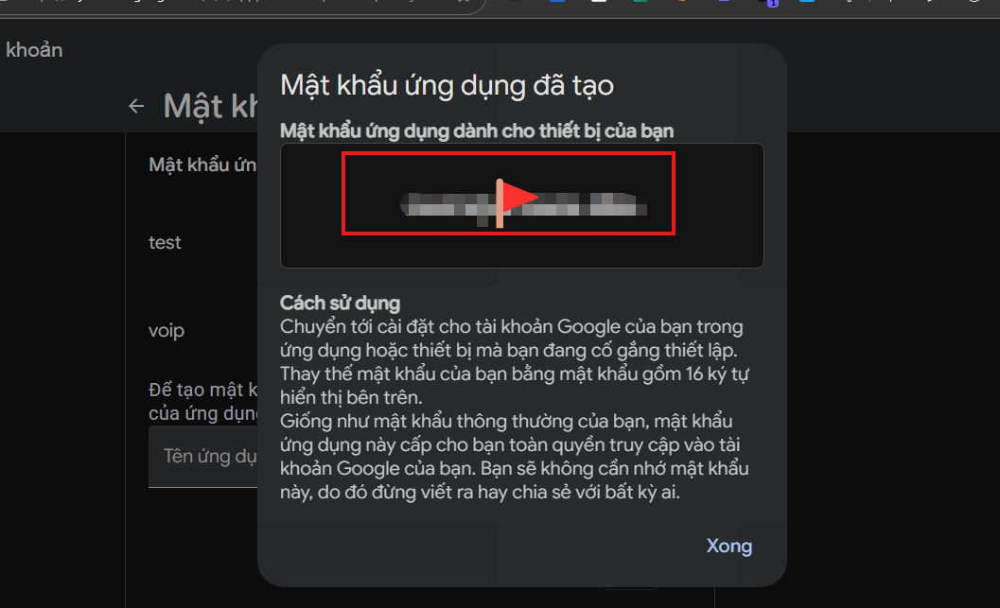 khoản
Mật kh
Mật khẩu ứn
test
voip
Để tạo mật k
của ứng dụn
Tên ứng dụ
Mật khẩu ứng dụng đã tạo
Mật khẩu ứng dụng dành cho thiết bị của bạn
Cách sử dụng
Chuyển tới cài đặt cho tài khoản Google của bạn trong
ứng dụng hoặc thiết bị mà bạn đang cố gắng thiết lập.
Thay thế mật khẩu của bạn bằng mật khẩu gồm 16 ký tự
hiển thị bên trên.
Giống như mật khẩu thông thường của bạn, mật khẩu
ứng dụng này cấp cho bạn toàn quyền truy cập vào tài
khoản Google của bạn. Bạn sẽ không cần nhớ mật khẩu
này, do đó đừng viết ra hay chia sẻ với bất kỳ ai.
Xong